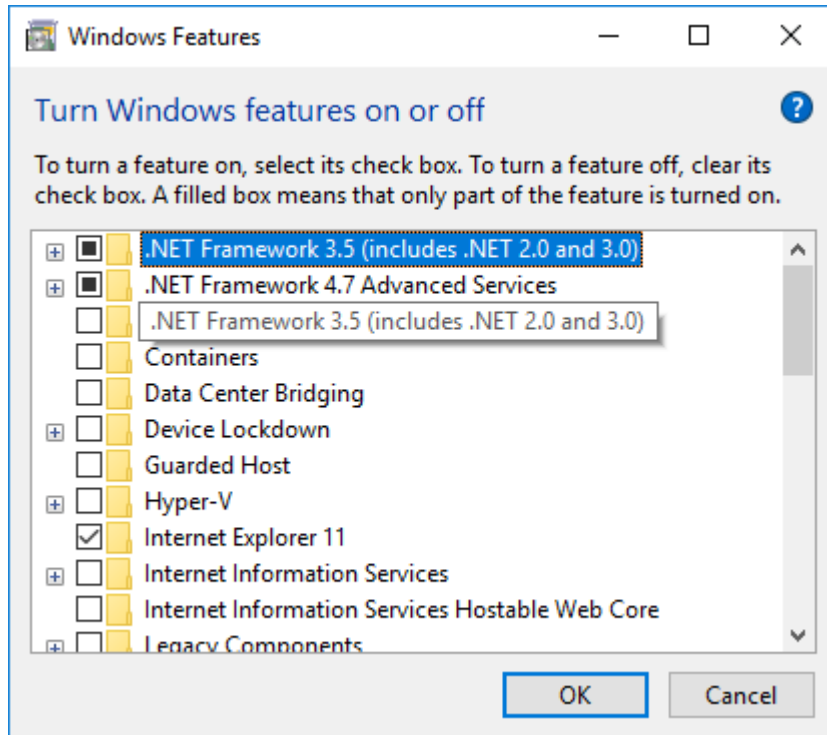 Windows Features
Turn Windows features on or off
To turn a feature on, select its check box. To turn a feature off, clear its
check box. A filled box means that only part of the feature is turned on.
.NET Framework 3.5 (includes .NET 2.0 and 3.0)
.NET Framework 4.7 Advanced Services
.NET Framework 3.5 (includes .NET 2.0 and 3.0)
Containers
Data Center Bridging
Device Lockdown
Guarded Host
Hyper-V
Internet Explorer 11
Internet Information Services
Internet Information Services Hostable Web Core
Legacy Components
OK
Cancel